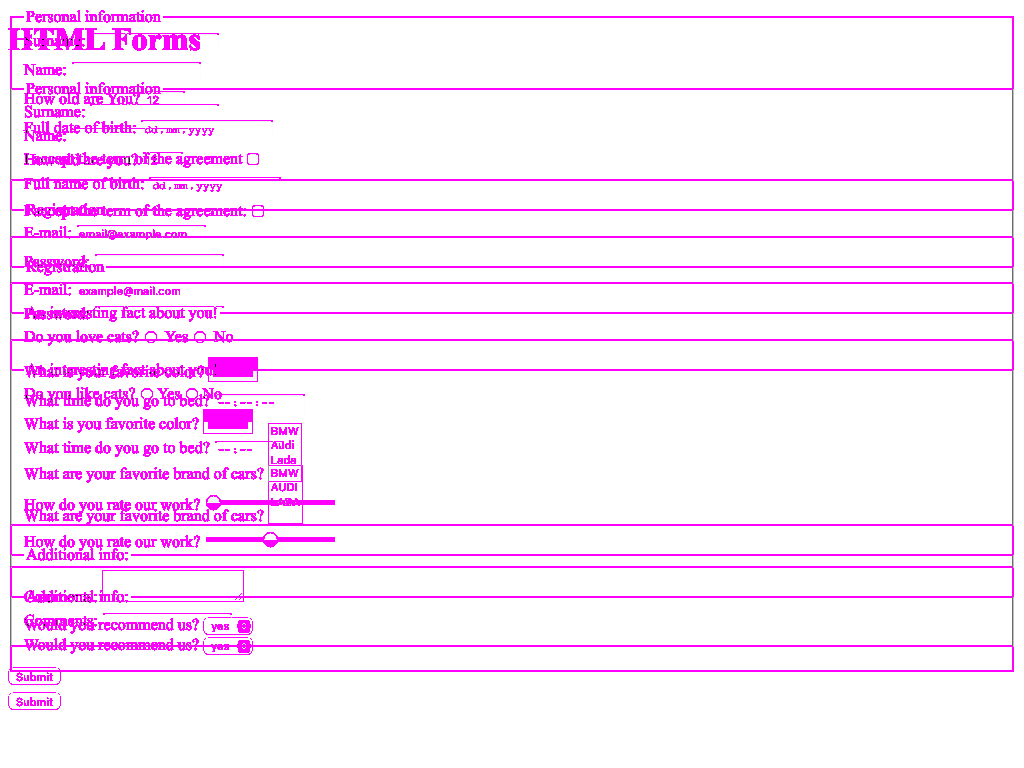 Personal information
HTML Forms
Surname:
Name:
Personal information
How old are You? 12
Surname:
Full date of birth: dd.mm.yyyy
Name:
I accept the term of the agreement
How old are you? 12
Full name of birth: dd.mm.yyyy
Registration
I accept the term of the agreement:
E-mail: email@example.com
Password:
Registration
E-mail: example@mail.com
Password:
An interesting fact about you!
Do you love cats? Yes No
An interesting fact about you!
What is your favorite color?
Do you like cats? Yes No
What time do you go to bed? --:--:--
What is you favorite color?
BMW
Audi
What time do you go to bed? --:--
Lada
What are your favorite brand of cars? BMW
AUDI
LADA
How do you rate our work?
What are your favorite brand of cars?
How do you rate our work?
Additional info:
Additional info:
Comments:
Would you recommend us? yes
Would you recommend us? yes
Submit
Submit